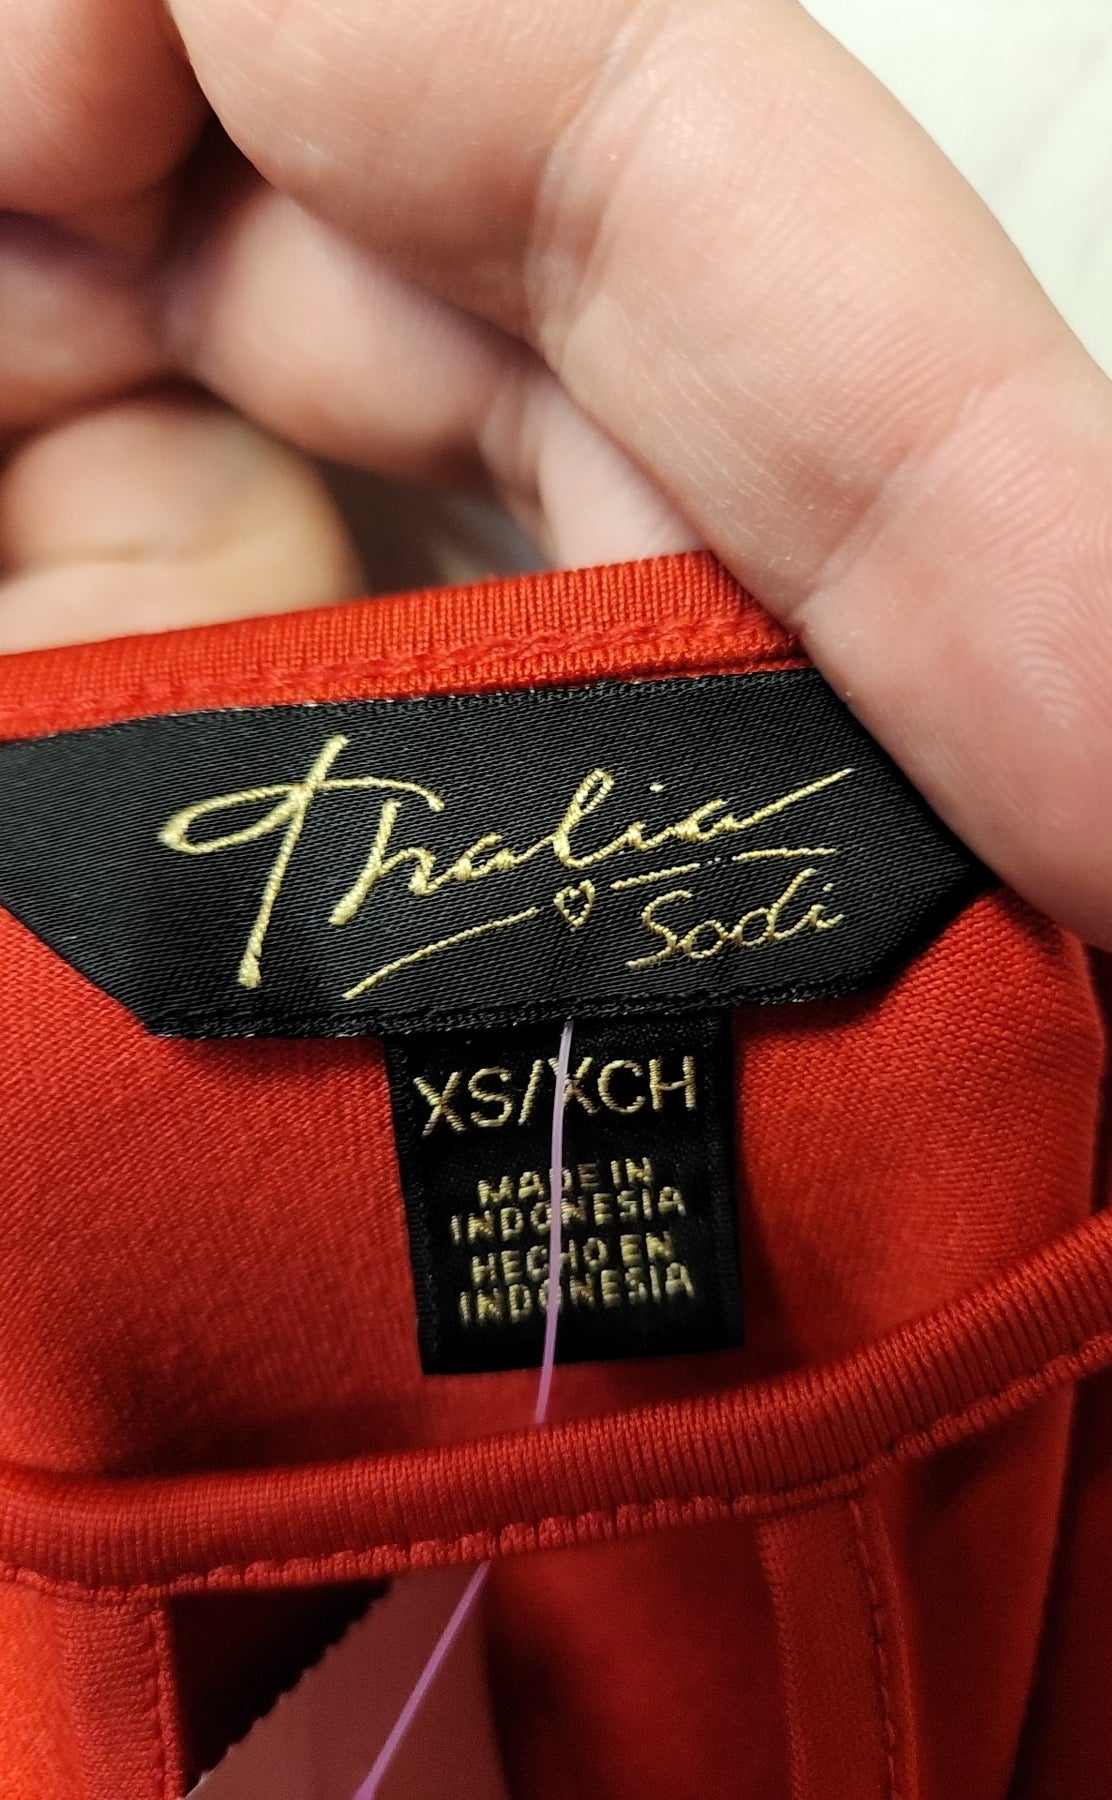 Thalia
Sodi
XS/XCH
MADE IN
INDONESIA
HECHO EN
INDONESIA